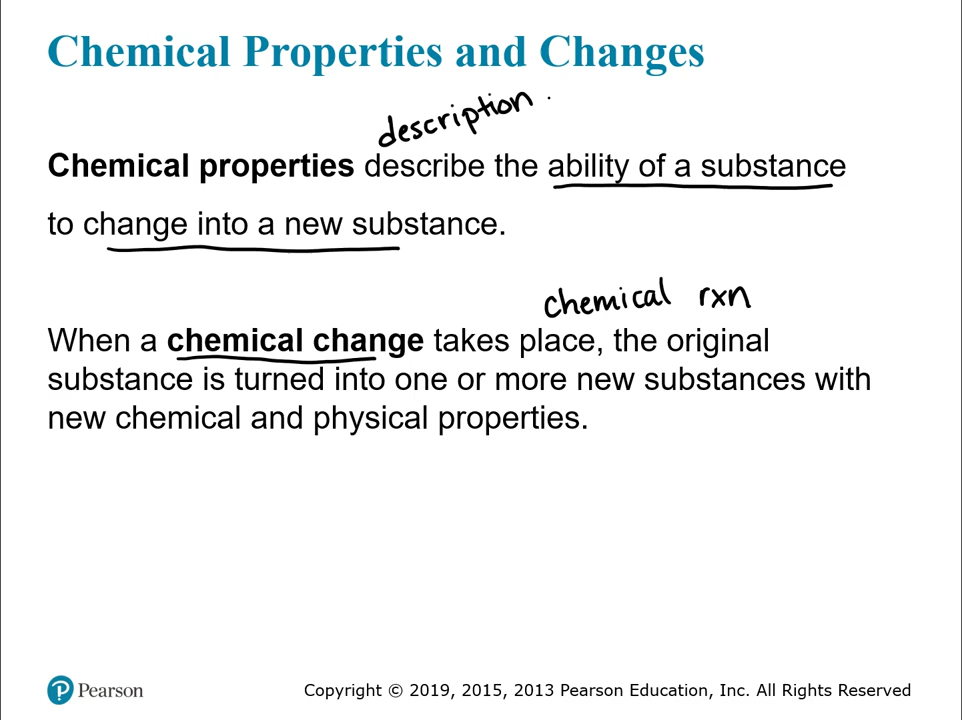 Chemical Properties and Changes
description
Chemical properties describe the ability of a substance
to change into a new substance.
chemical rxn
When a chemical change takes place, the original
substance is turned into one or more new substances with
new chemical and physical properties.
Pearson
Copyright © 2019, 2015, 2013 Pearson Education, Inc. All Rights Reserved